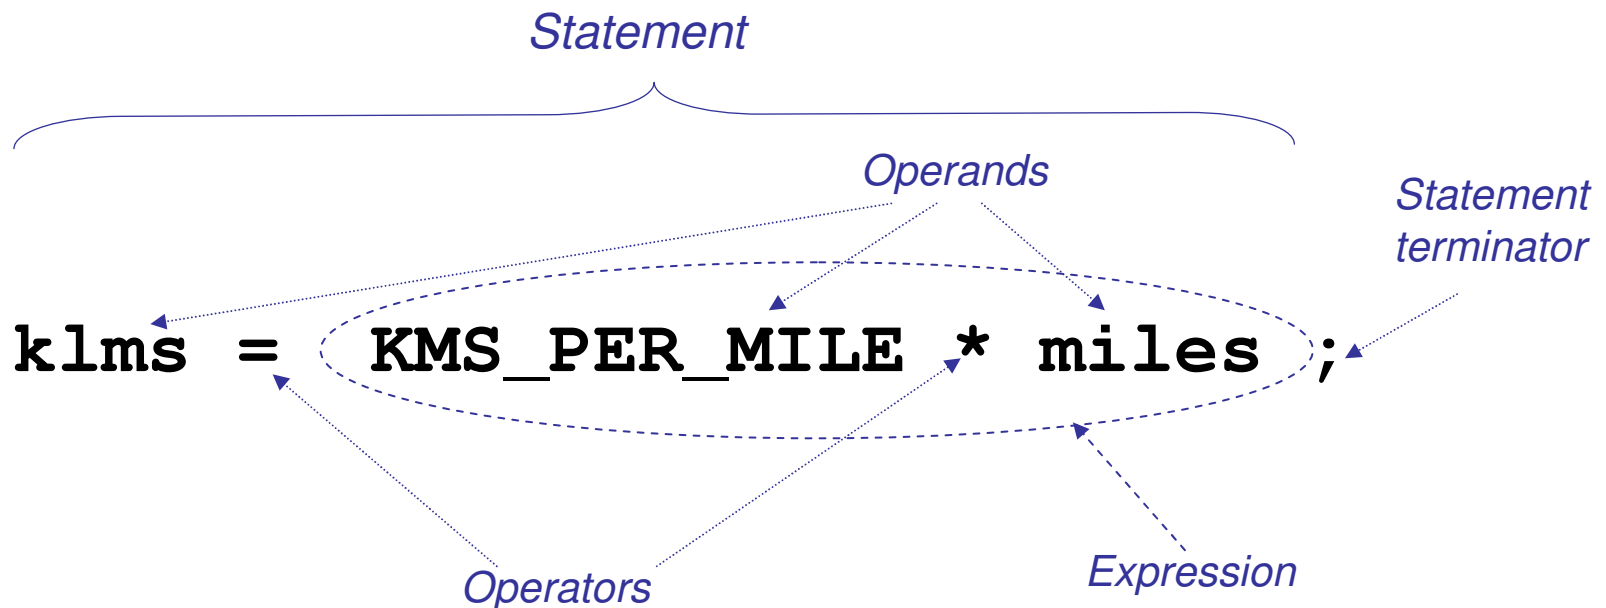 Statement
Operands
Statement
terminator
klms = KMS_PER_MILE * miles ;
Operators
Expression